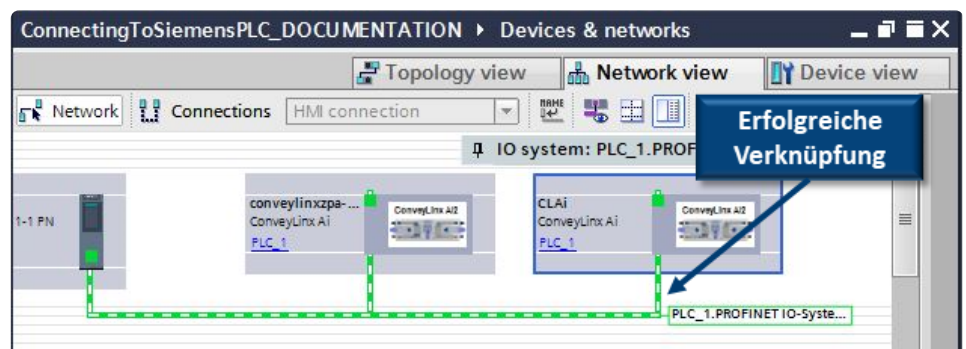 ConnectingToSiemensPLC_DOCUMENTATION ▸ Devices & networks
Topology view Network view Device view
Network Connections HMI connection
Erfolgreiche
Verknüpfung
IO system: PLC_1.PROF
1-1 PN
conveylinxzpa-...
ConveyLinx Ai
PLC_1
ConveyLinx AI2
CLAi
ConveyLinx Ai
PLC_1
ConveyLinx AI2
PLC_1.PROFINET IO-Syste...